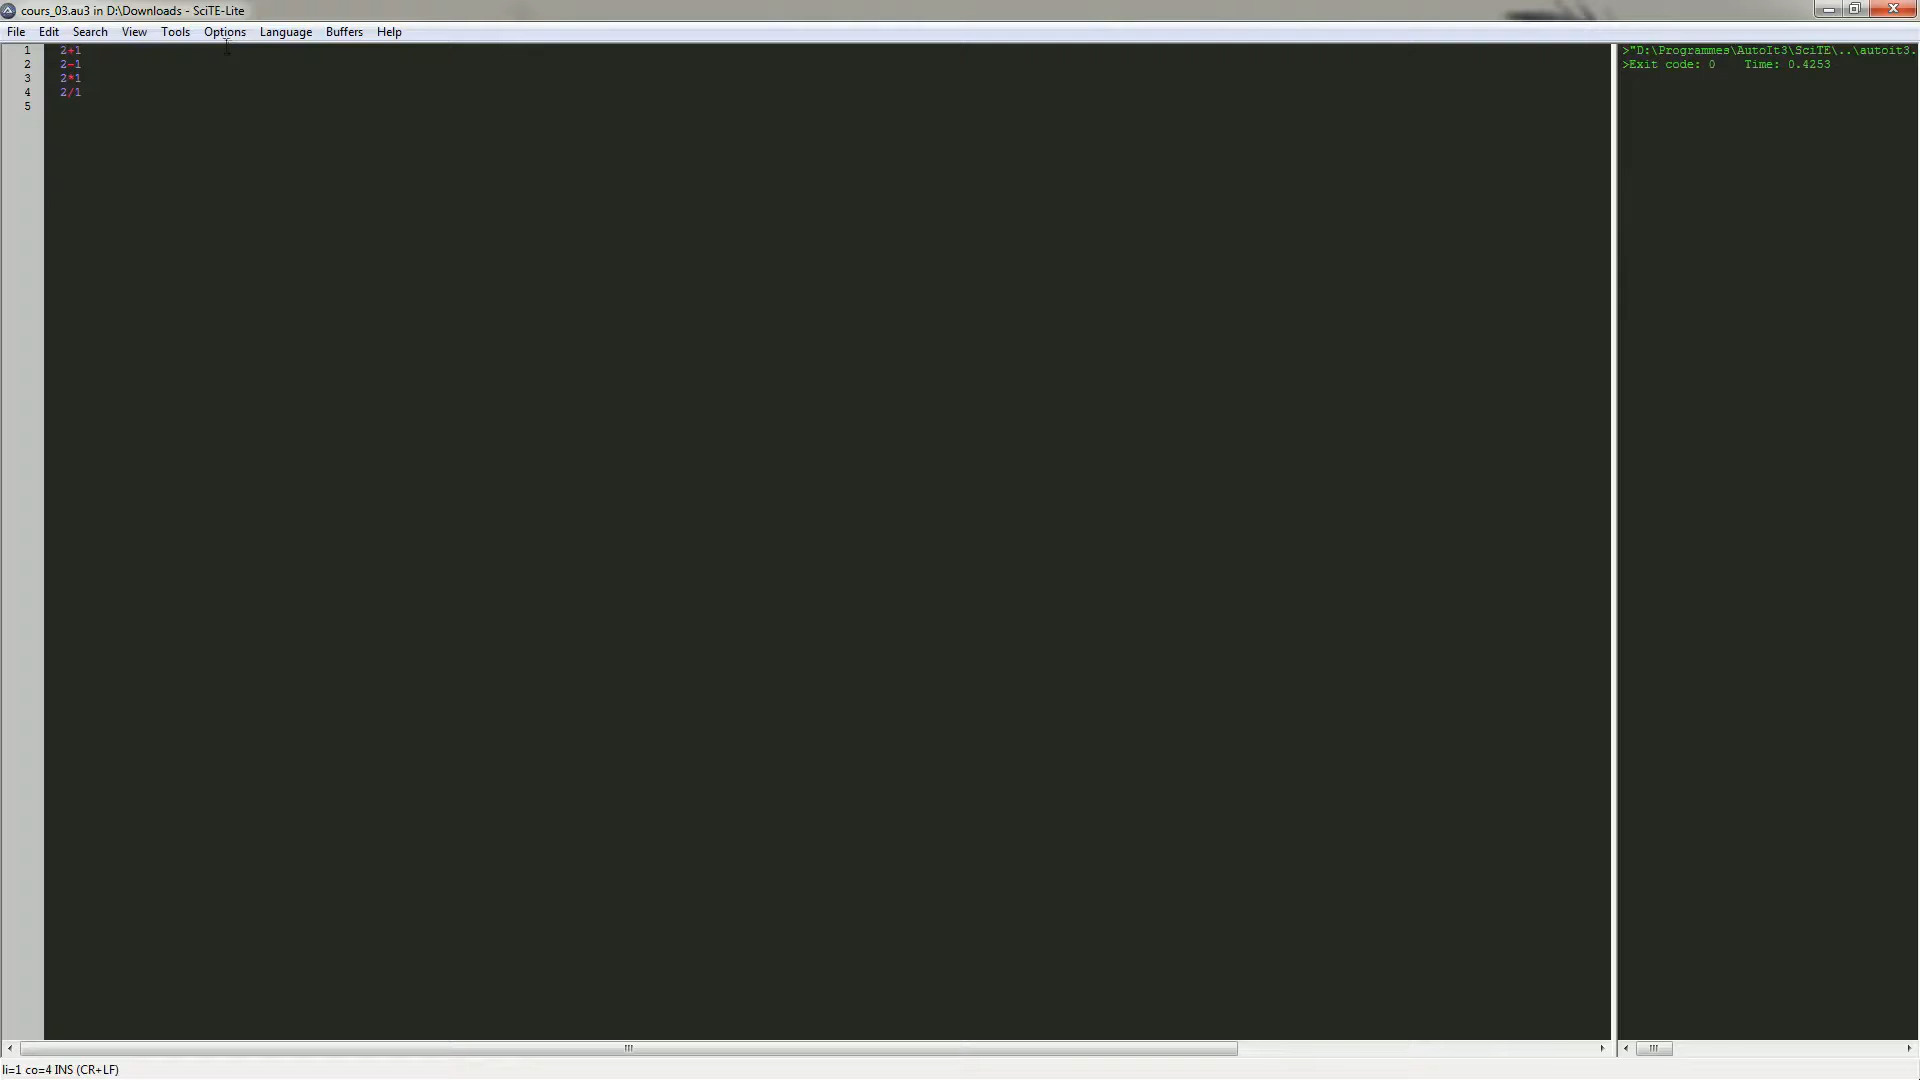 cours_03.au3 in D:\Downloads - SciTE-Lite
File Edit Search View Tools Options Language Buffers Help
1 2+1
2 2-1
3 2*1
4 2/1
5
>"D:\Programmes\AutoIt3\SciTE\..\autoit3.
>Exit code: 0 Time: 0.4253
li=1 co=4 INS (CR+LF)